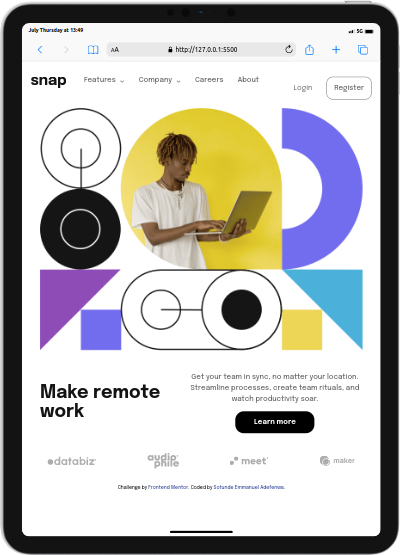 July Thursday at 13:49
5G
AA
http://127.0.0.1:5500
snap
Features
Company
Careers
About
Login
Register
Make remote
work
Get your team in sync, no matter your location.
Streamline processes, create team rituals, and
watch productivity soar.
Learn more
databiz
audio
phile
meet
maker
Challenge by Frontend Mentor. Coded by Sotunde Emmanuel Adefemiss.